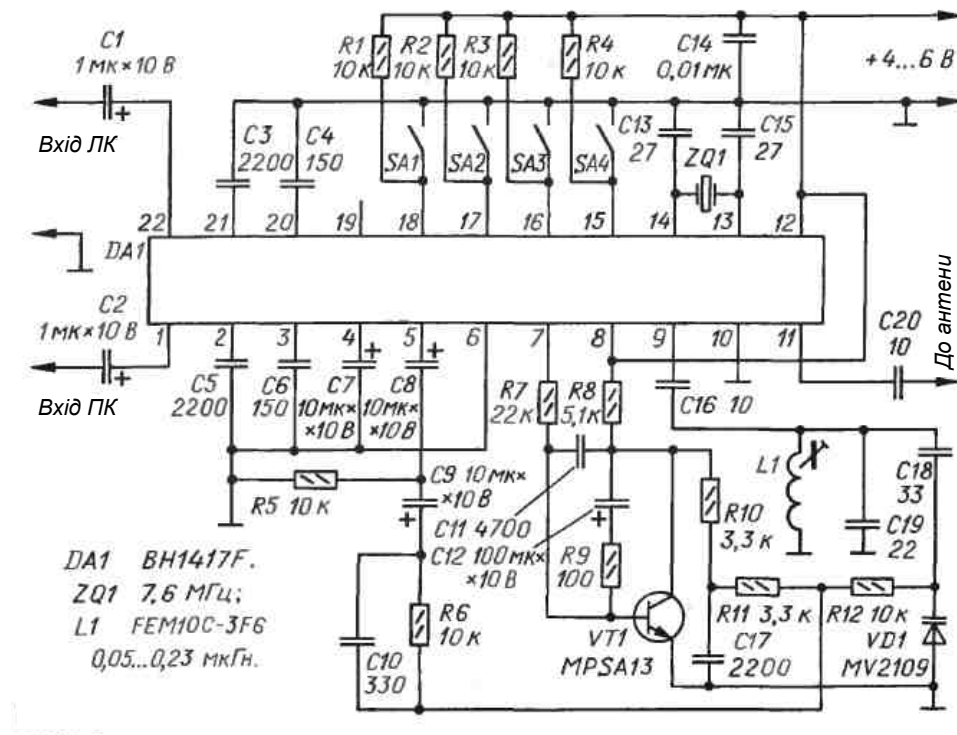 C1
1 мк×10 В
R1
10 к
R2
10 к
R3
10 к
R4
10 к
C14
0,01 мк
+4...6 В
Вхід ЛК
C3
2200
C4
150
SA1
SA2
SA3
SA4
C13
27
ZQ1
C15
27
22
21
20
19
18
17
16
15
14
13
12
DA1
C2
1 мк×10 В
1
2
3
4
5
6
7
8
9
10
11
C20
10
До антени
Вхід ПК
C5
2200
C6
150
C7
10 мк×
×10 В
C8
10 мк×
×10 В
R7
22 к
R8
5,1 к
C16
10
L1
C18
33
C19
22
R5 10 к
C9 10 мк×
×10 В
C11 4700
C12 100 мк×
×10 В
R9
100
R10
3,3 к
DA1 BH1417F.
ZQ1 7,6 МГц;
L1 FEM10C-3F6
0,05...0,23 мкГн.
C10
330
R6
10 к
VT1
MPSA13
R11 3,3 к
C17
2200
R12 10 к
VD1
MV2109